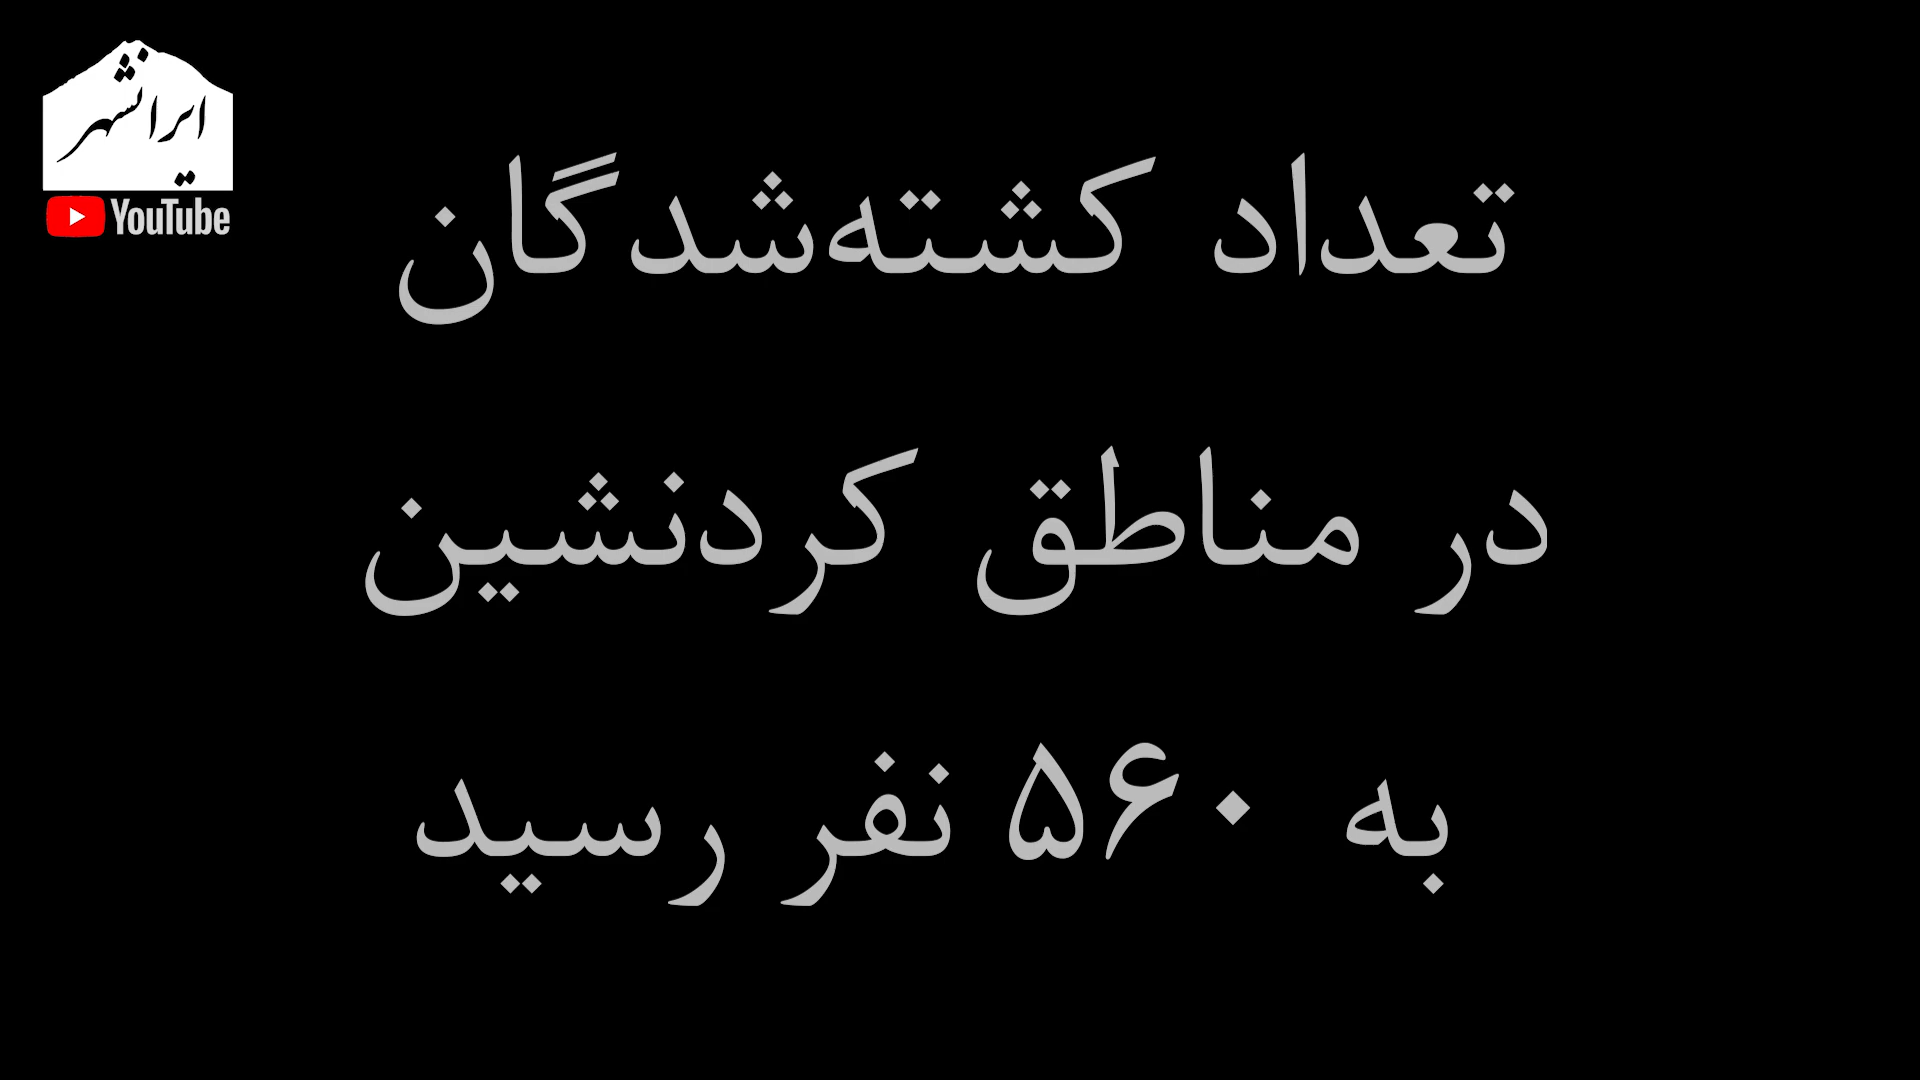 ایرانشهر
YouTube
تعداد کشته‌شدگان
در مناطق کردنشین
به ۵۶۰ نفر رسید